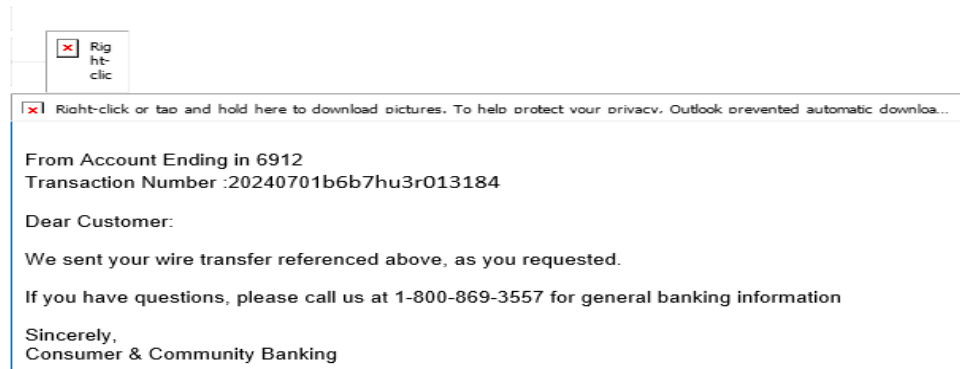 Rig
ht-
clic
Right-click or tap and hold here to download pictures. To help protect your privacy, Outlook prevented automatic downloa...
From Account Ending in 6912
Transaction Number :20240701b6b7hu3r013184
Dear Customer:
We sent your wire transfer referenced above, as you requested.
If you have questions, please call us at 1-800-869-3557 for general banking information
Sincerely,
Consumer & Community Banking